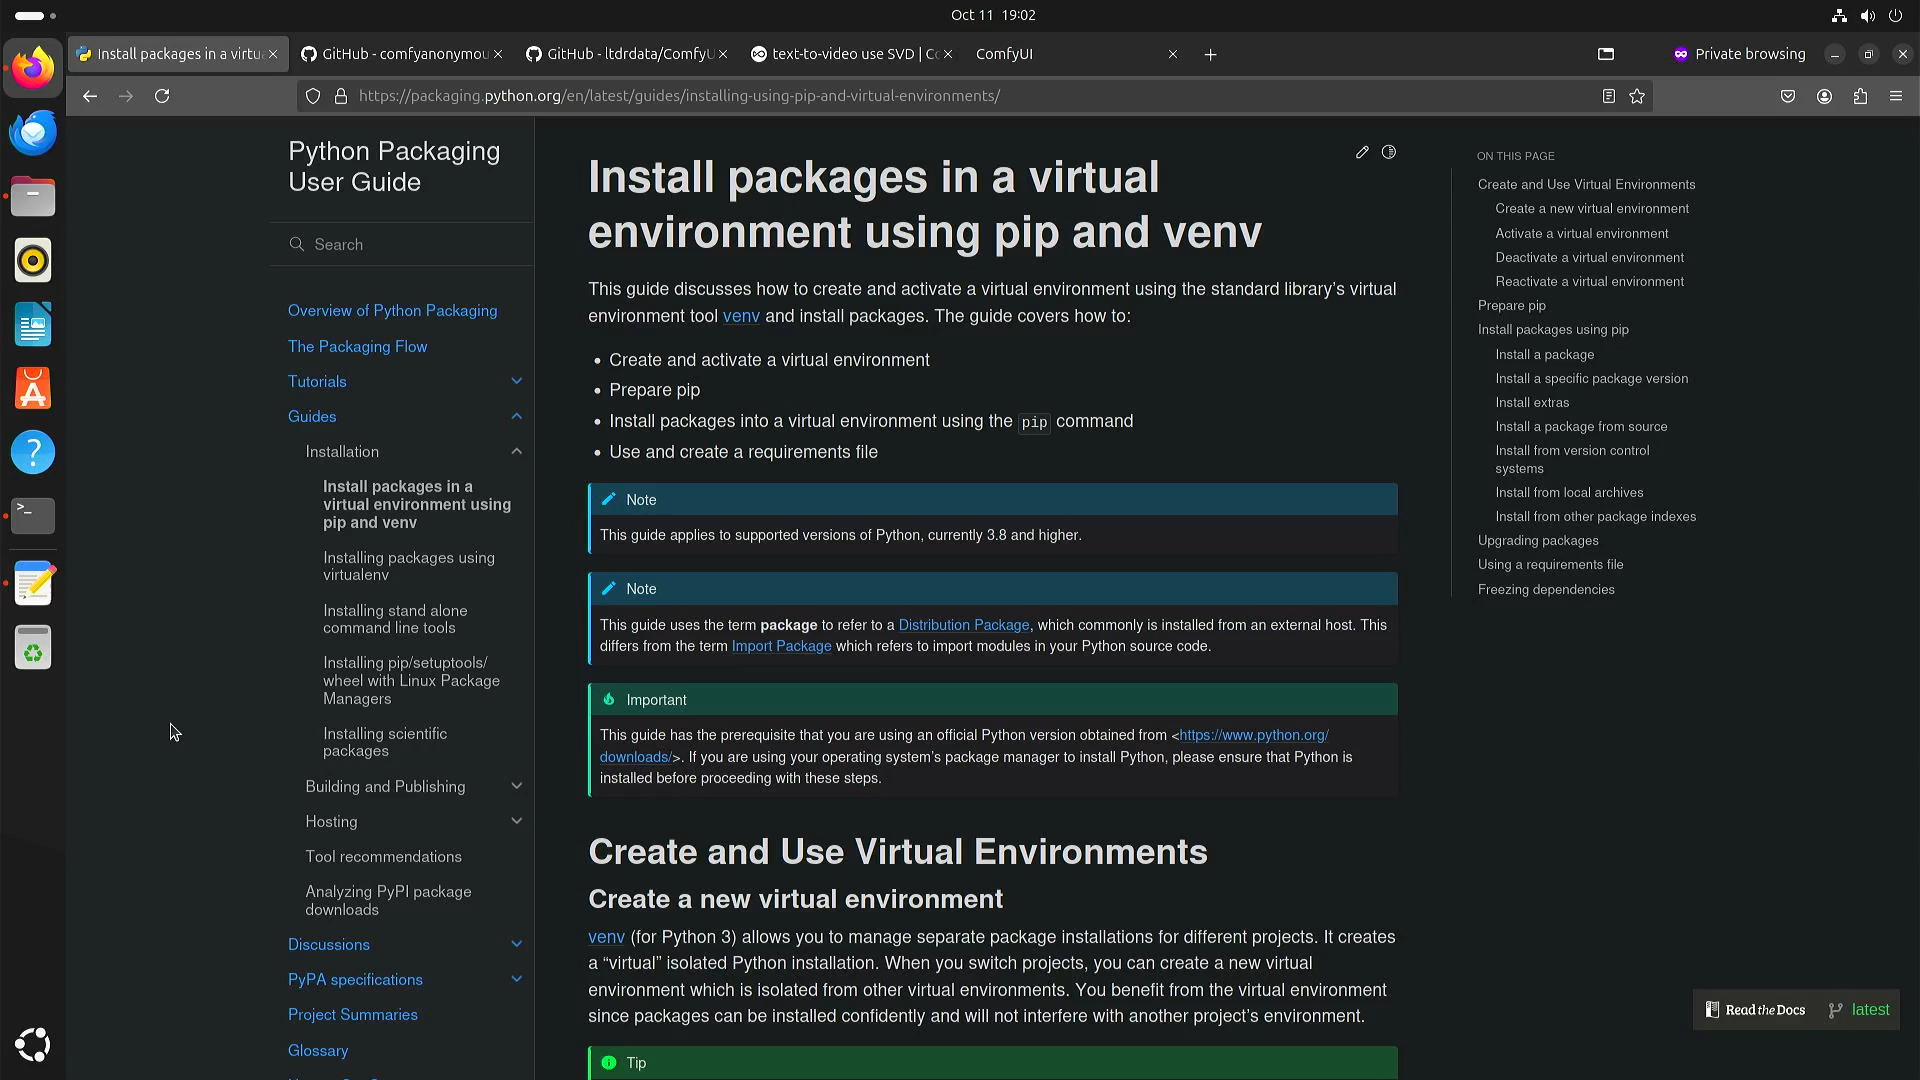 Oct 11 19:02
Install packages in a virtu
GitHub - comfyanonymou
GitHub - ltdrdata/ComfyU
text-to-video use SVD | Co
ComfyUI
Private browsing
https://packaging.python.org/en/latest/guides/installing-using-pip-and-virtual-environments/
Python Packaging
User Guide
Search
Overview of Python Packaging
The Packaging Flow
Tutorials
Guides
Installation
Install packages in a
virtual environment using
pip and venv
Installing packages using
virtualenv
Installing stand alone
command line tools
Installing pip/setuptools/
wheel with Linux Package
Managers
Installing scientific
packages
Building and Publishing
Hosting
Tool recommendations
Analyzing PyPI package
downloads
Discussions
PyPA specifications
Project Summaries
Glossary
Install packages in a virtual
environment using pip and venv
This guide discusses how to create and activate a virtual environment using the standard library’s virtual
environment tool venv and install packages. The guide covers how to:
• Create and activate a virtual environment
• Prepare pip
• Install packages into a virtual environment using the pip command
• Use and create a requirements file
Note
This guide applies to supported versions of Python, currently 3.8 and higher.
Note
This guide uses the term package to refer to a Distribution Package, which commonly is installed from an external host. This
differs from the term Import Package which refers to import modules in your Python source code.
Important
This guide has the prerequisite that you are using an official Python version obtained from <https://www.python.org/
downloads/>. If you are using your operating system’s package manager to install Python, please ensure that Python is
installed before proceeding with these steps.
Create and Use Virtual Environments
Create a new virtual environment
venv (for Python 3) allows you to manage separate package installations for different projects. It creates
a “virtual” isolated Python installation. When you switch projects, you can create a new virtual
environment which is isolated from other virtual environments. You benefit from the virtual environment
since packages can be installed confidently and will not interfere with another project’s environment.
Tip
ON THIS PAGE
Create and Use Virtual Environments
Create a new virtual environment
Activate a virtual environment
Deactivate a virtual environment
Reactivate a virtual environment
Prepare pip
Install packages using pip
Install a package
Install a specific package version
Install extras
Install a package from source
Install from version control
systems
Install from local archives
Install from other package indexes
Upgrading packages
Using a requirements file
Freezing dependencies
Read the Docs
latest